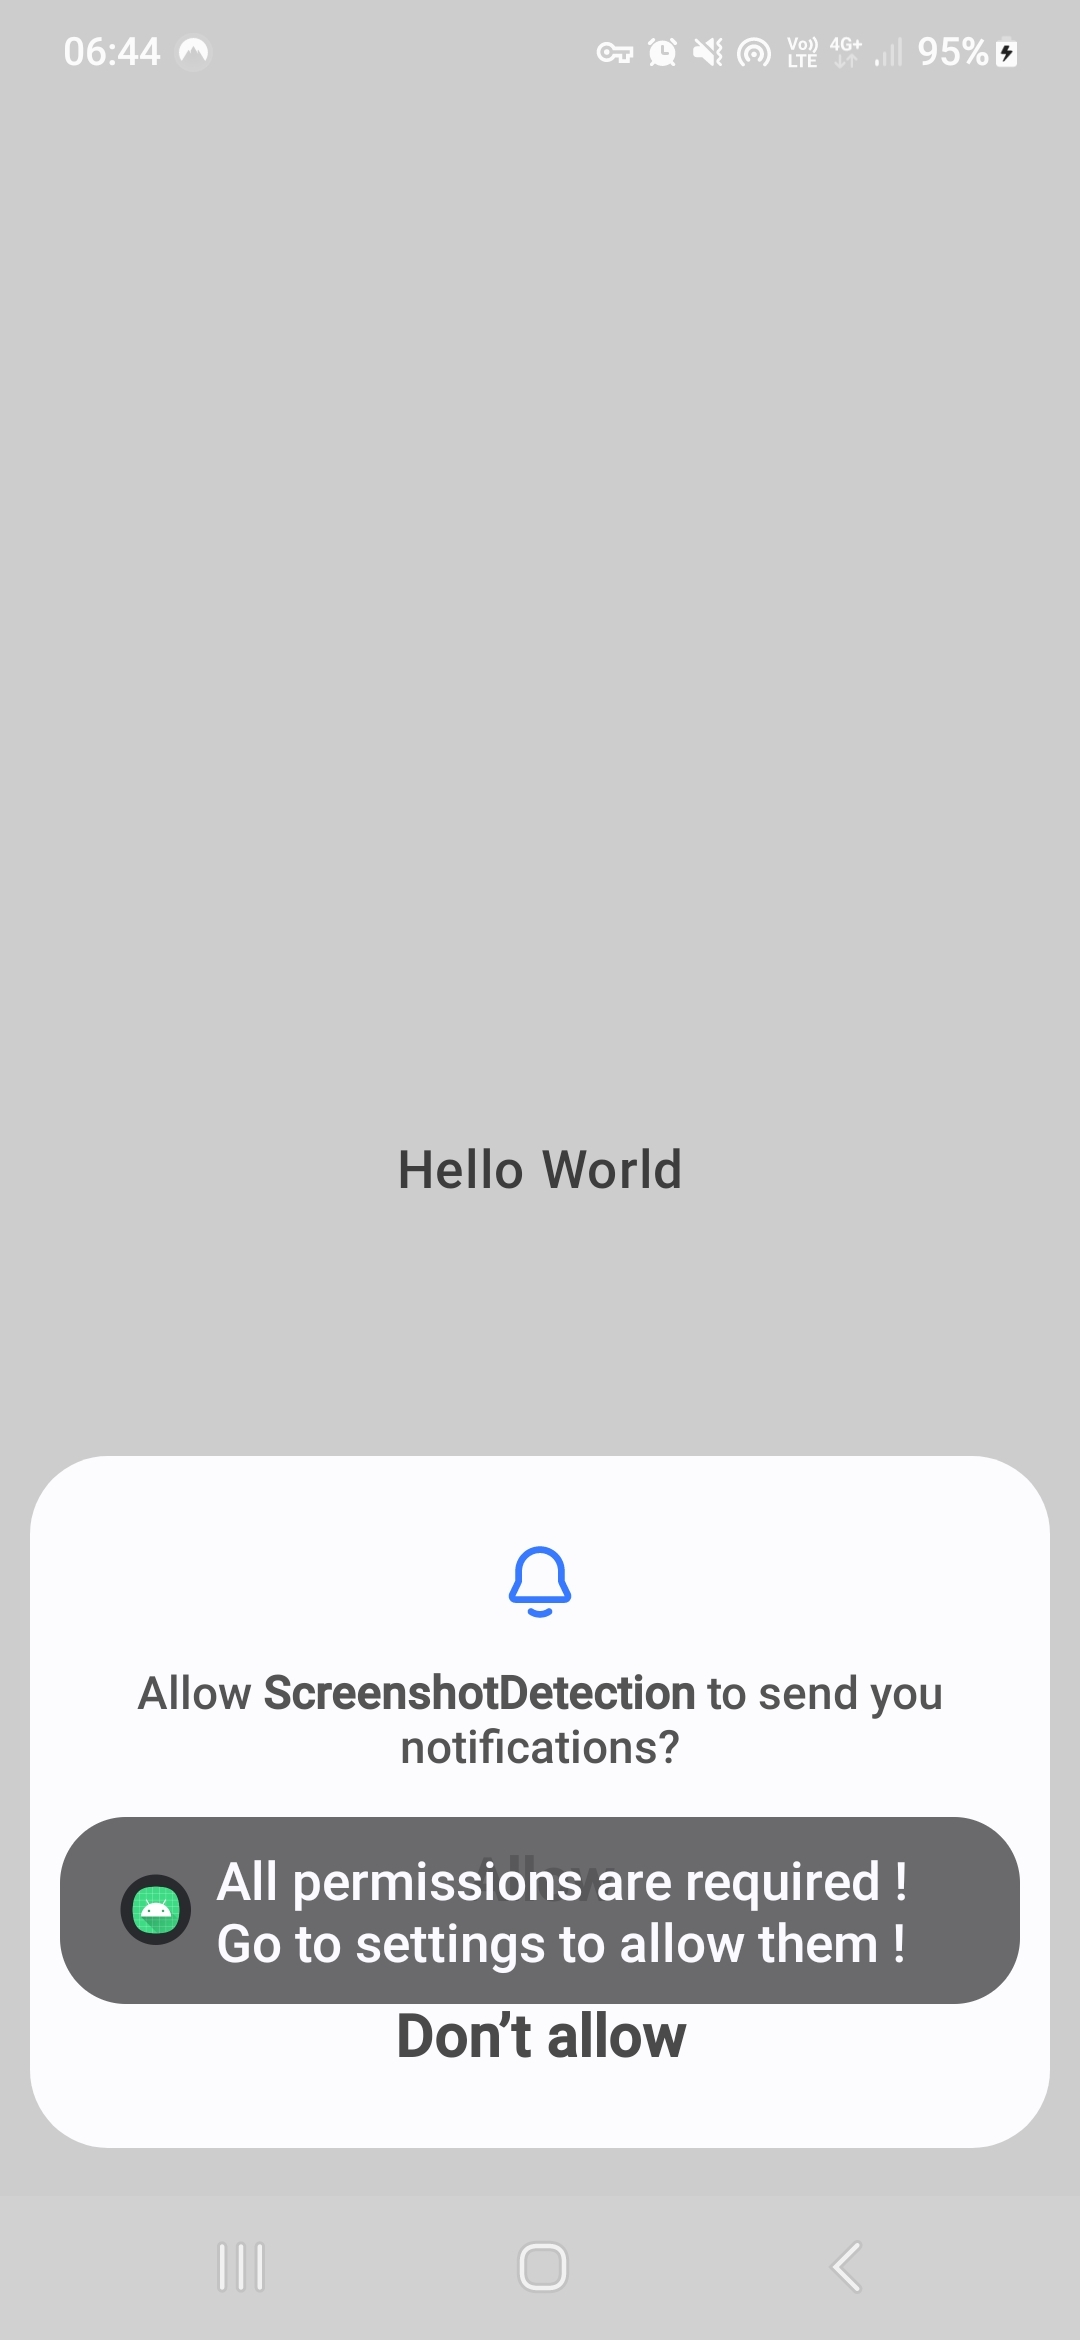 06:44 Vo)) LTE 4G+ 95%
Hello World
Allow ScreenshotDetection to send you
notifications?
Allow
All permissions are required !
Go to settings to allow them !
Don’t allow